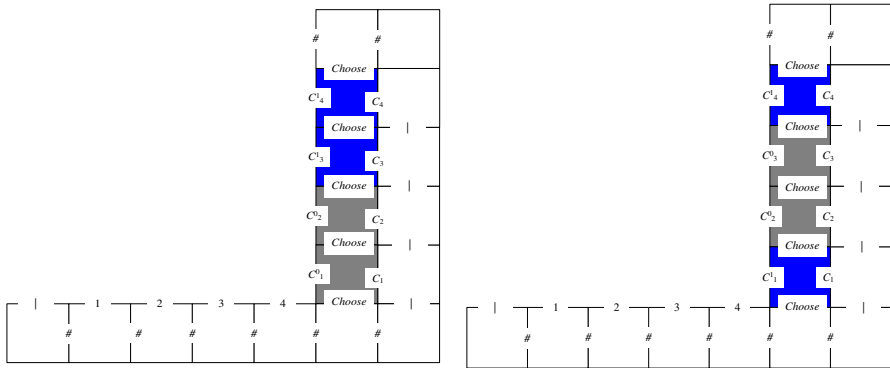 # #
Choose
C¹₄ C₄
Choose |
C¹₃ C₃
Choose |
C⁰₂ C₂
Choose |
C⁰₁ C₁
| 1 2 3 4 Choose |
# # # # # #
# #
Choose
C¹₄ C₄
Choose |
C⁰₃ C₃
Choose |
C⁰₂ C₂
Choose |
C¹₁ C₁
| 1 2 3 4 Choose |
# # # # # #